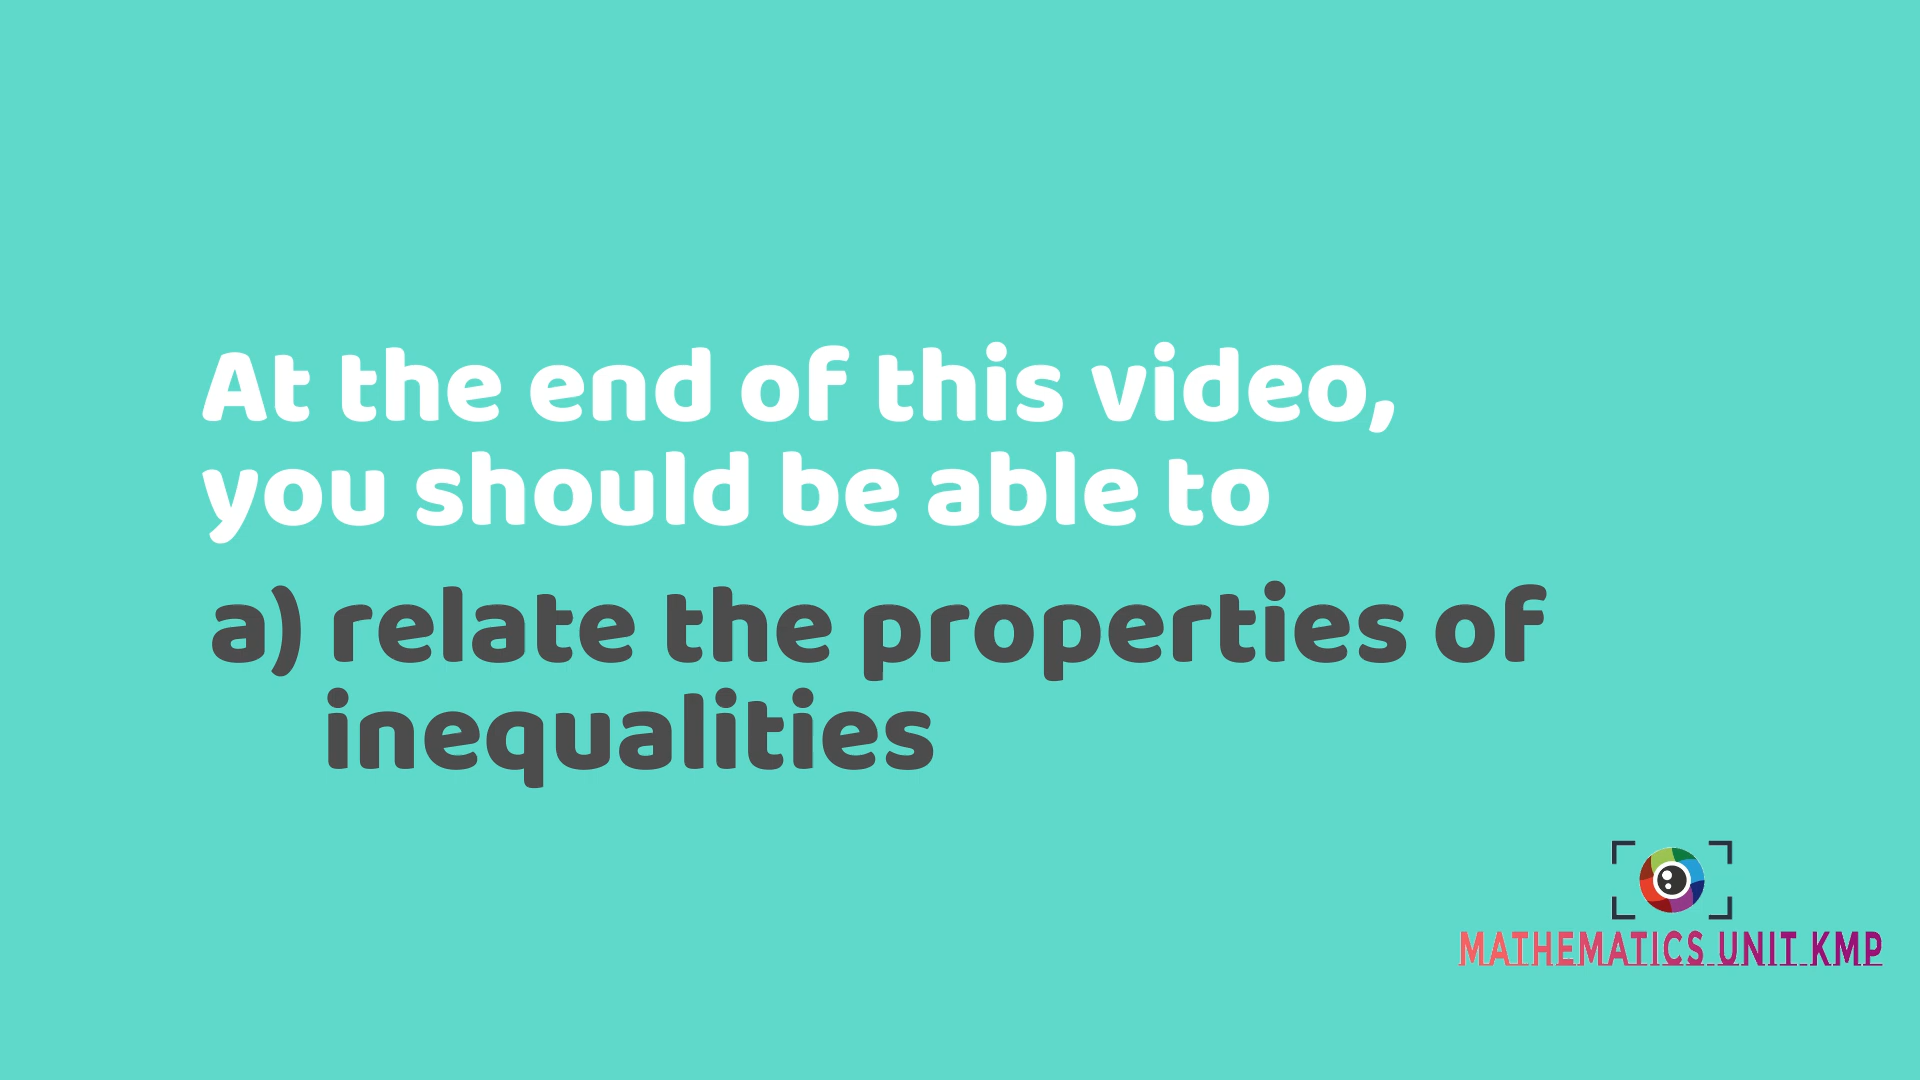 At the end of this video,
you should be able to
a) relate the properties of
inequalities
MATHEMATICS UNIT KMP